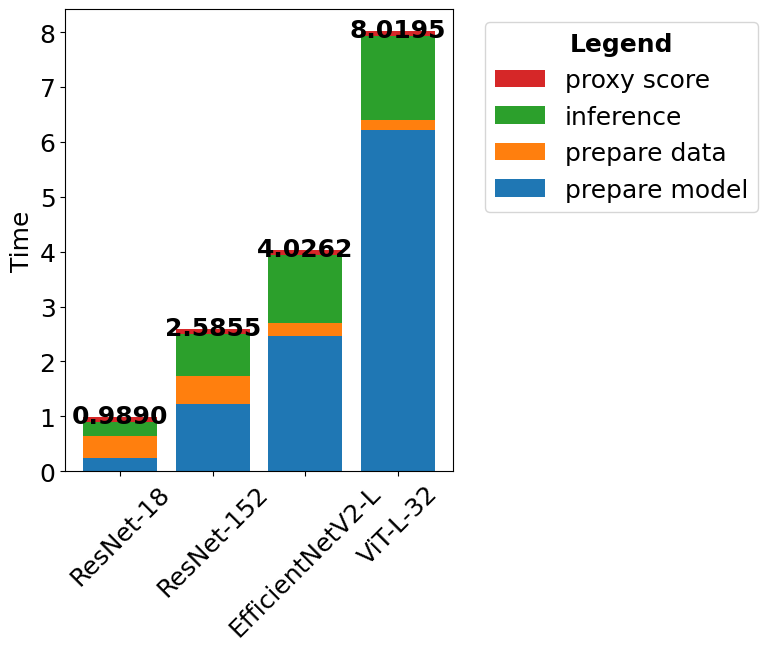 8.0195
8
Legend
proxy score
7
inference
6
prepare data
prepare model
5
Time
4.0262
4
3
2.5855
2
0.9890
1
0
ResNet-18
ResNet-152
EfficientNetV2-L
ViT-L-32